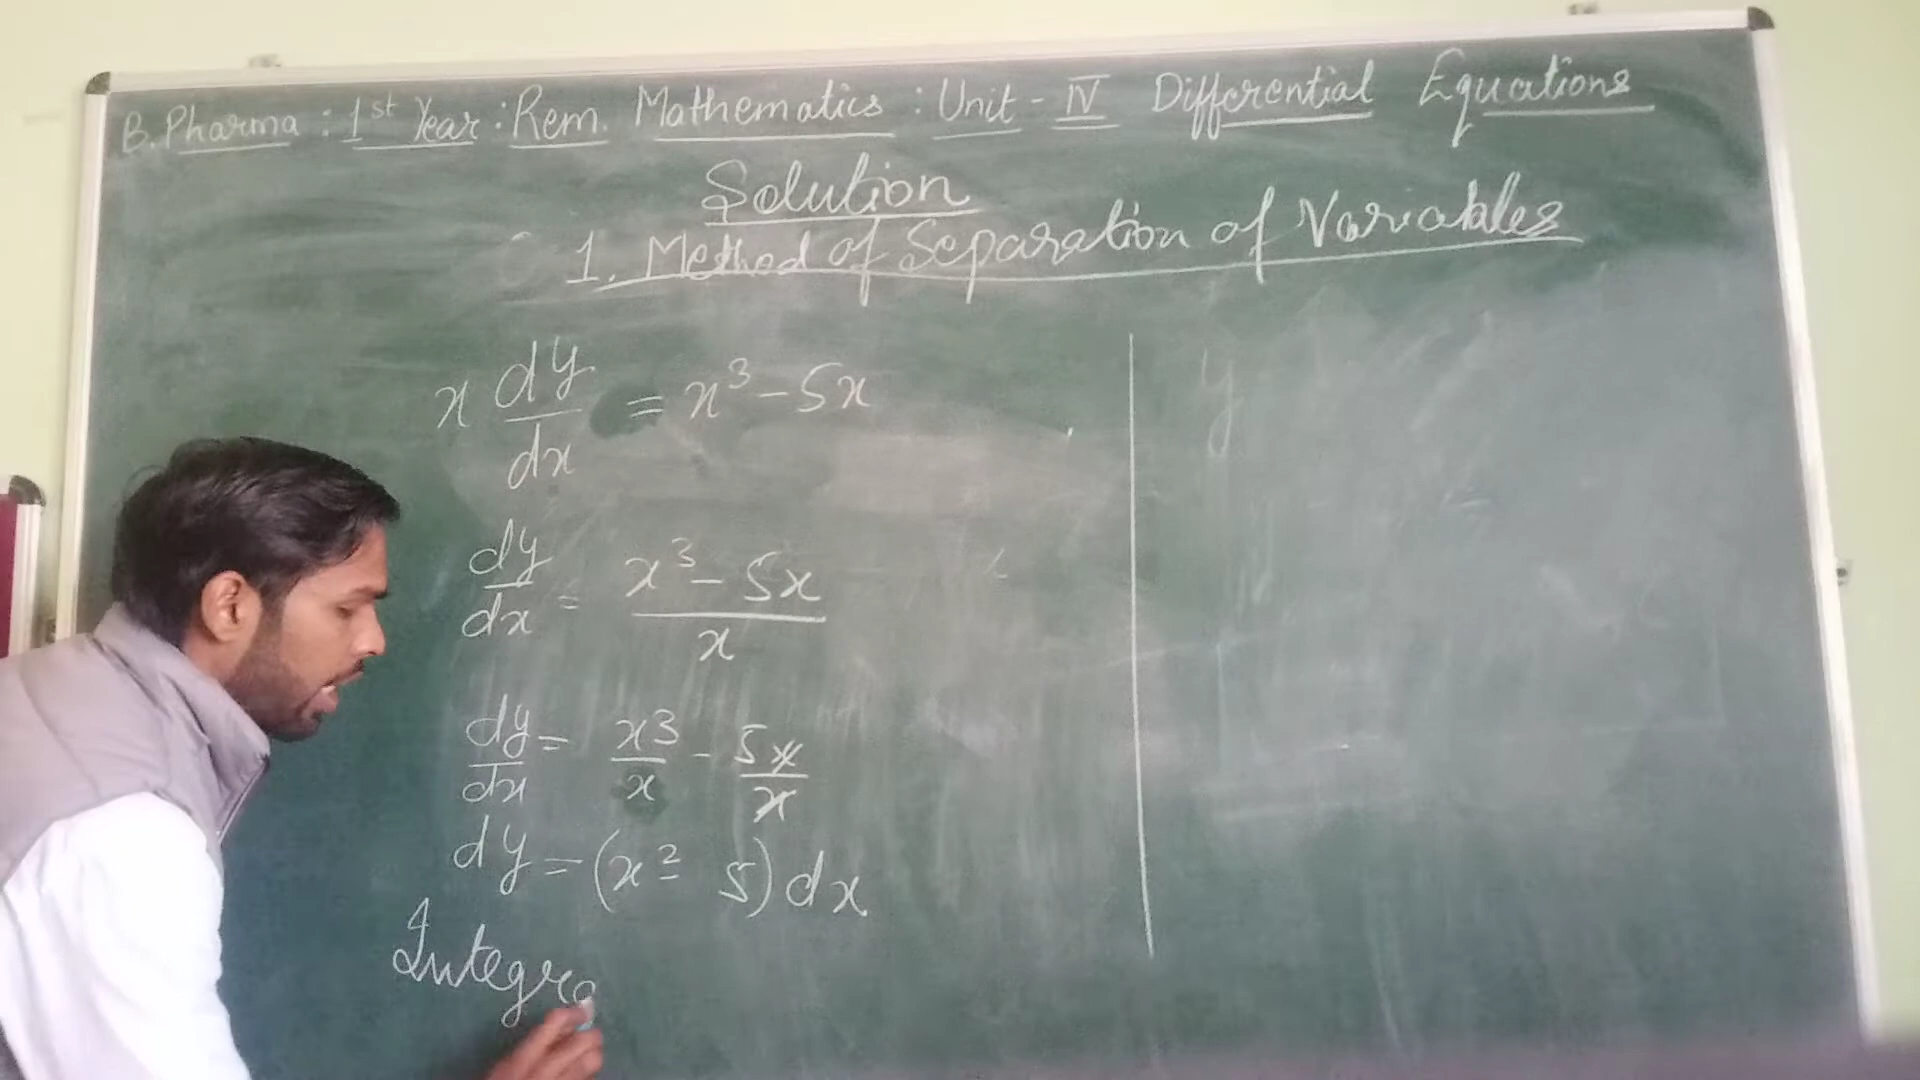 B. Pharma : 1st Year : Rem. Mathematics : Unit - IV Differential Equations
Solution
1. Method of Separation of Variables
x dy/dx = x³ - 5x
dy/dx = (x³ - 5x)/x
dy/dx = x³/x - 5x/x
dy = (x² - 5) dx
Integra
y